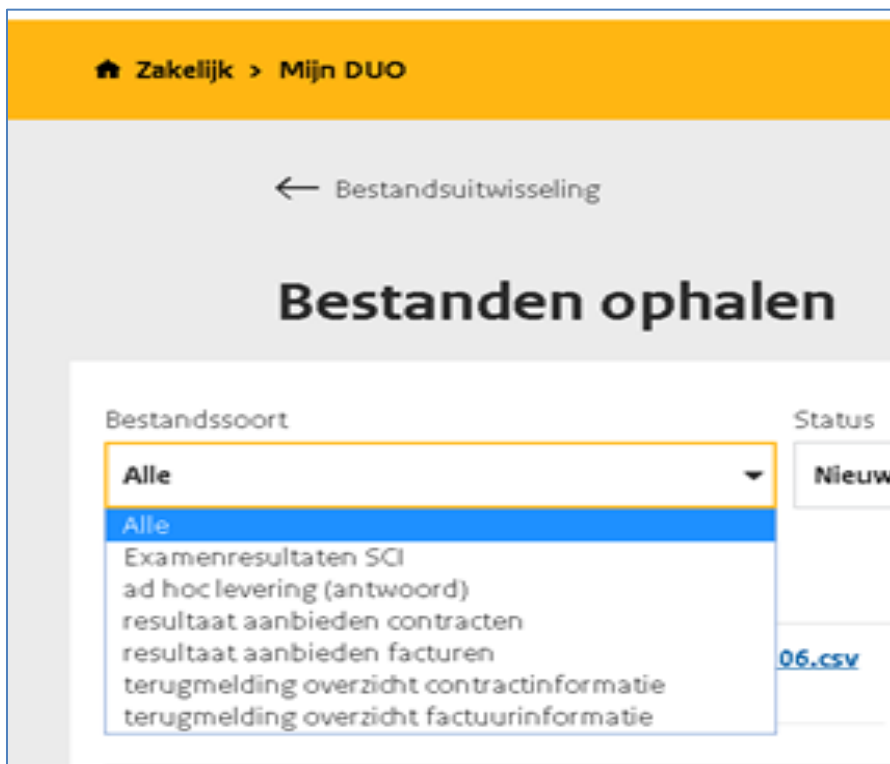 Zakelijk > Mijn DUO
← Bestandsuitwisseling
Bestanden ophalen
Bestandssoort Status
Alle Nieuw
Alle
Examenresultaten SCI
ad hoc levering (antwoord)
resultaat aanbieden contracten
resultaat aanbieden facturen
06.csv
terugmelding overzicht contractinformatie
terugmelding overzicht factuurinformatie